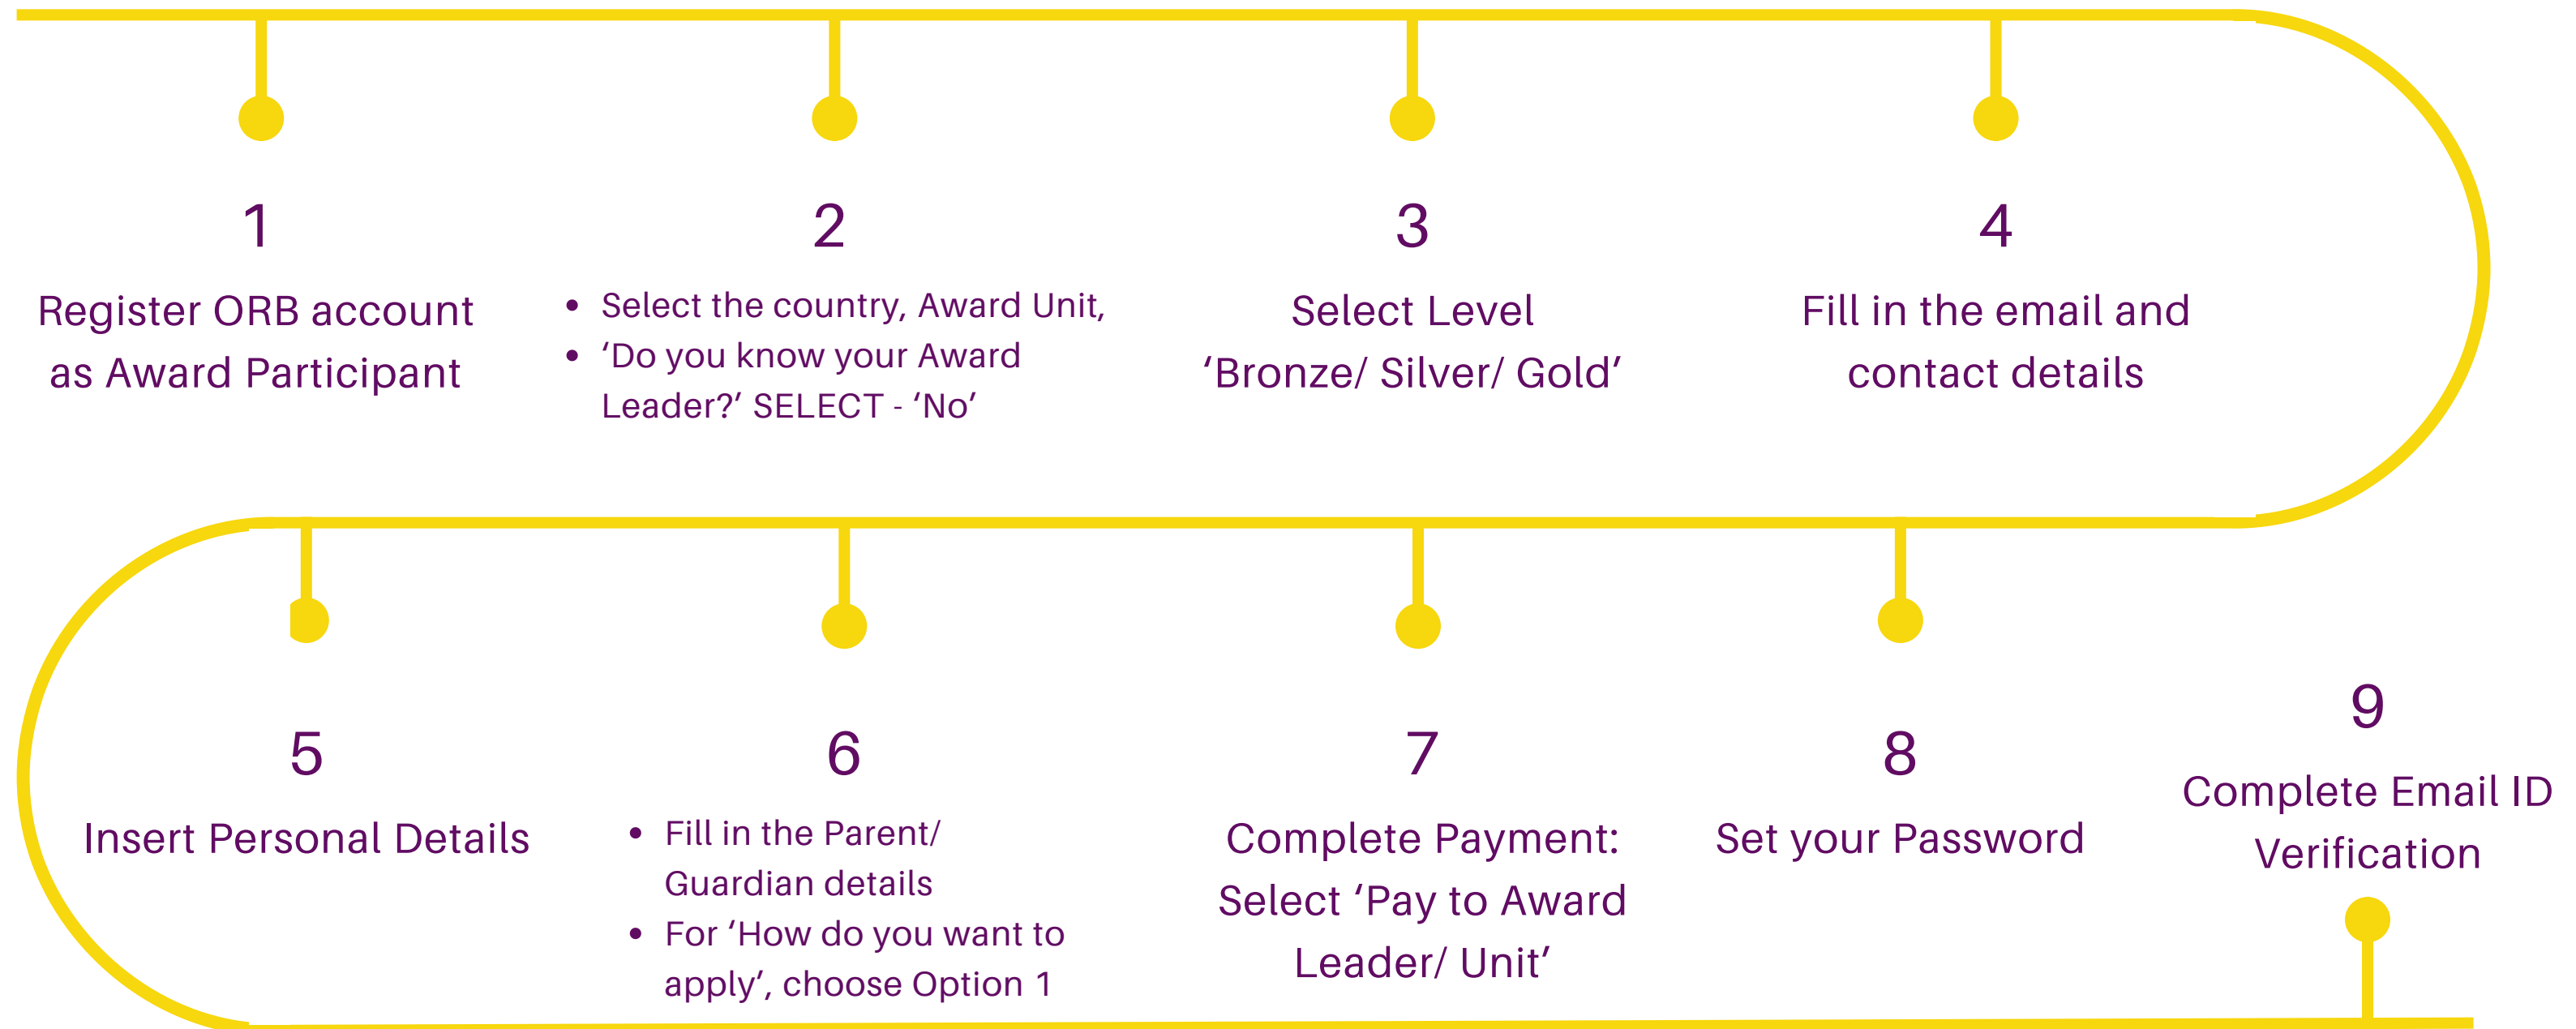 1
Register ORB account
as Award Participant
2
• Select the country, Award Unit,
• ‘Do you know your Award
Leader?’ SELECT - ‘No’
3
Select Level
‘Bronze/ Silver/ Gold’
4
Fill in the email and
contact details
5
Insert Personal Details
6
• Fill in the Parent/
Guardian details
• For ‘How do you want to
apply’, choose Option 1
7
Complete Payment:
Select ‘Pay to Award
Leader/ Unit’
8
Set your Password
9
Complete Email ID
Verification